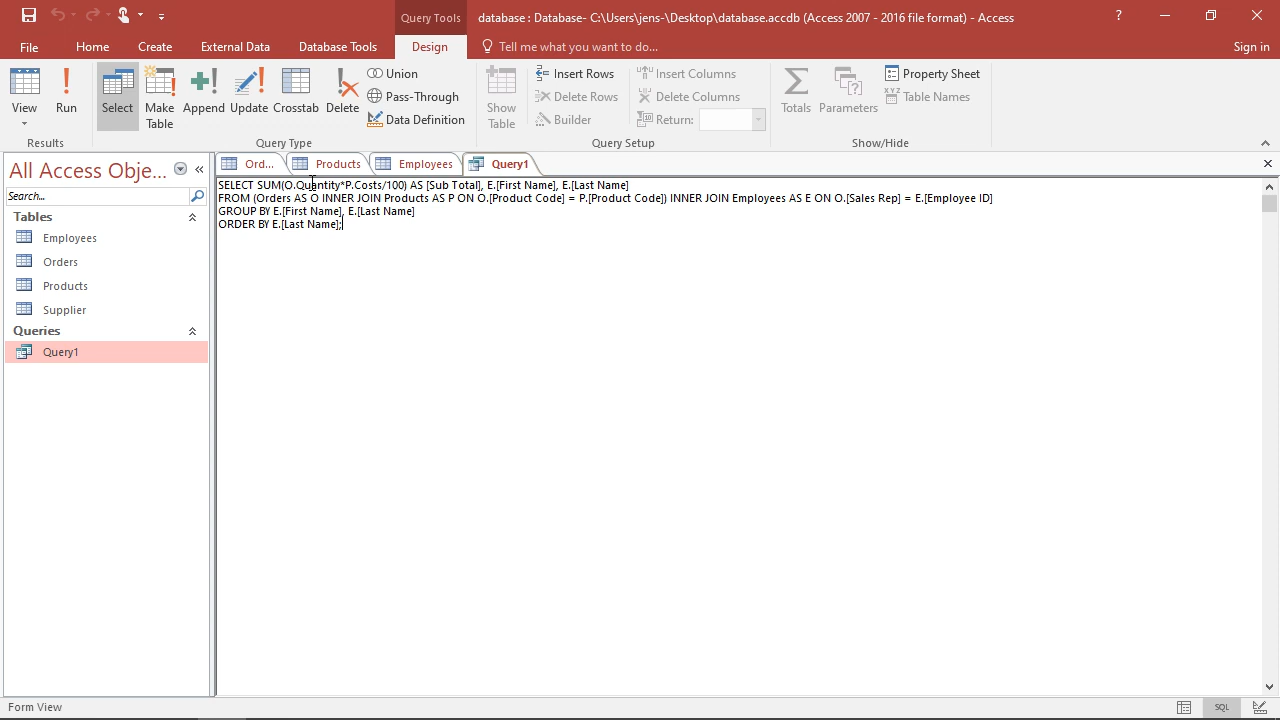 Query Tools
database : Database- C:\Users\jens-\Desktop\database.accdb (Access 2007 - 2016 file format) - Access
?
File
Home
Create
External Data
Database Tools
Design
Tell me what you want to do...
Sign in
View
Run
Results
Select
Make Table
Append
Update
Crosstab
Delete
Union
Pass-Through
Data Definition
Query Type
Show Table
Insert Rows
Delete Rows
Builder
Insert Columns
Delete Columns
Return:
Query Setup
Totals
Parameters
Property Sheet
Table Names
Show/Hide
All Access Obje...
Search...
Tables
Employees
Orders
Products
Supplier
Queries
Query1
Ord...
Products
Employees
Query1
SELECT SUM(O.Quantity*P.Costs/100) AS [Sub Total], E.[First Name], E.[Last Name]
FROM (Orders AS O INNER JOIN Products AS P ON O.[Product Code] = P.[Product Code]) INNER JOIN Employees AS E ON O.[Sales Rep] = E.[Employee ID]
GROUP BY E.[First Name], E.[Last Name]
ORDER BY E.[Last Name];
Form View
SQL